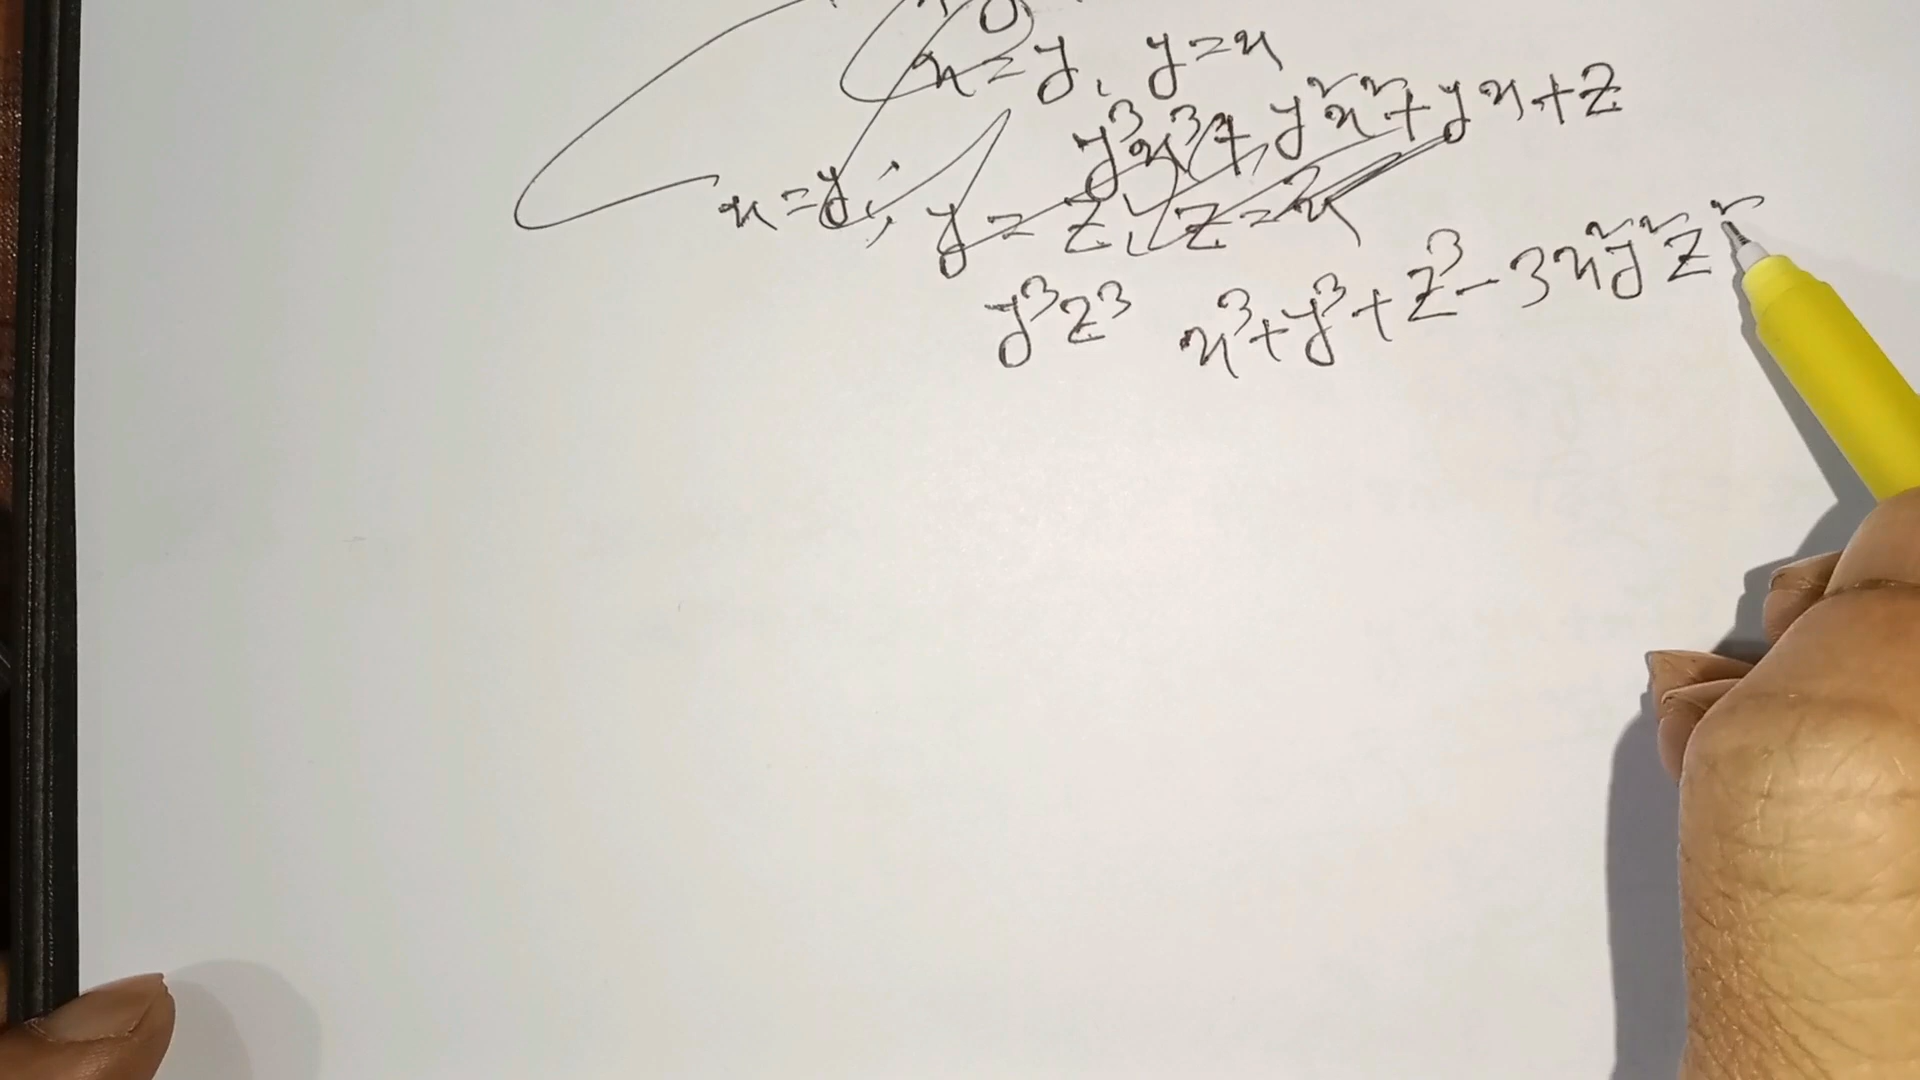 x=y, y=x
y³x³+y²x²+yx+z
x=y; y=z, z=x
y³z³ x³+y³+z³-3x²y²z²